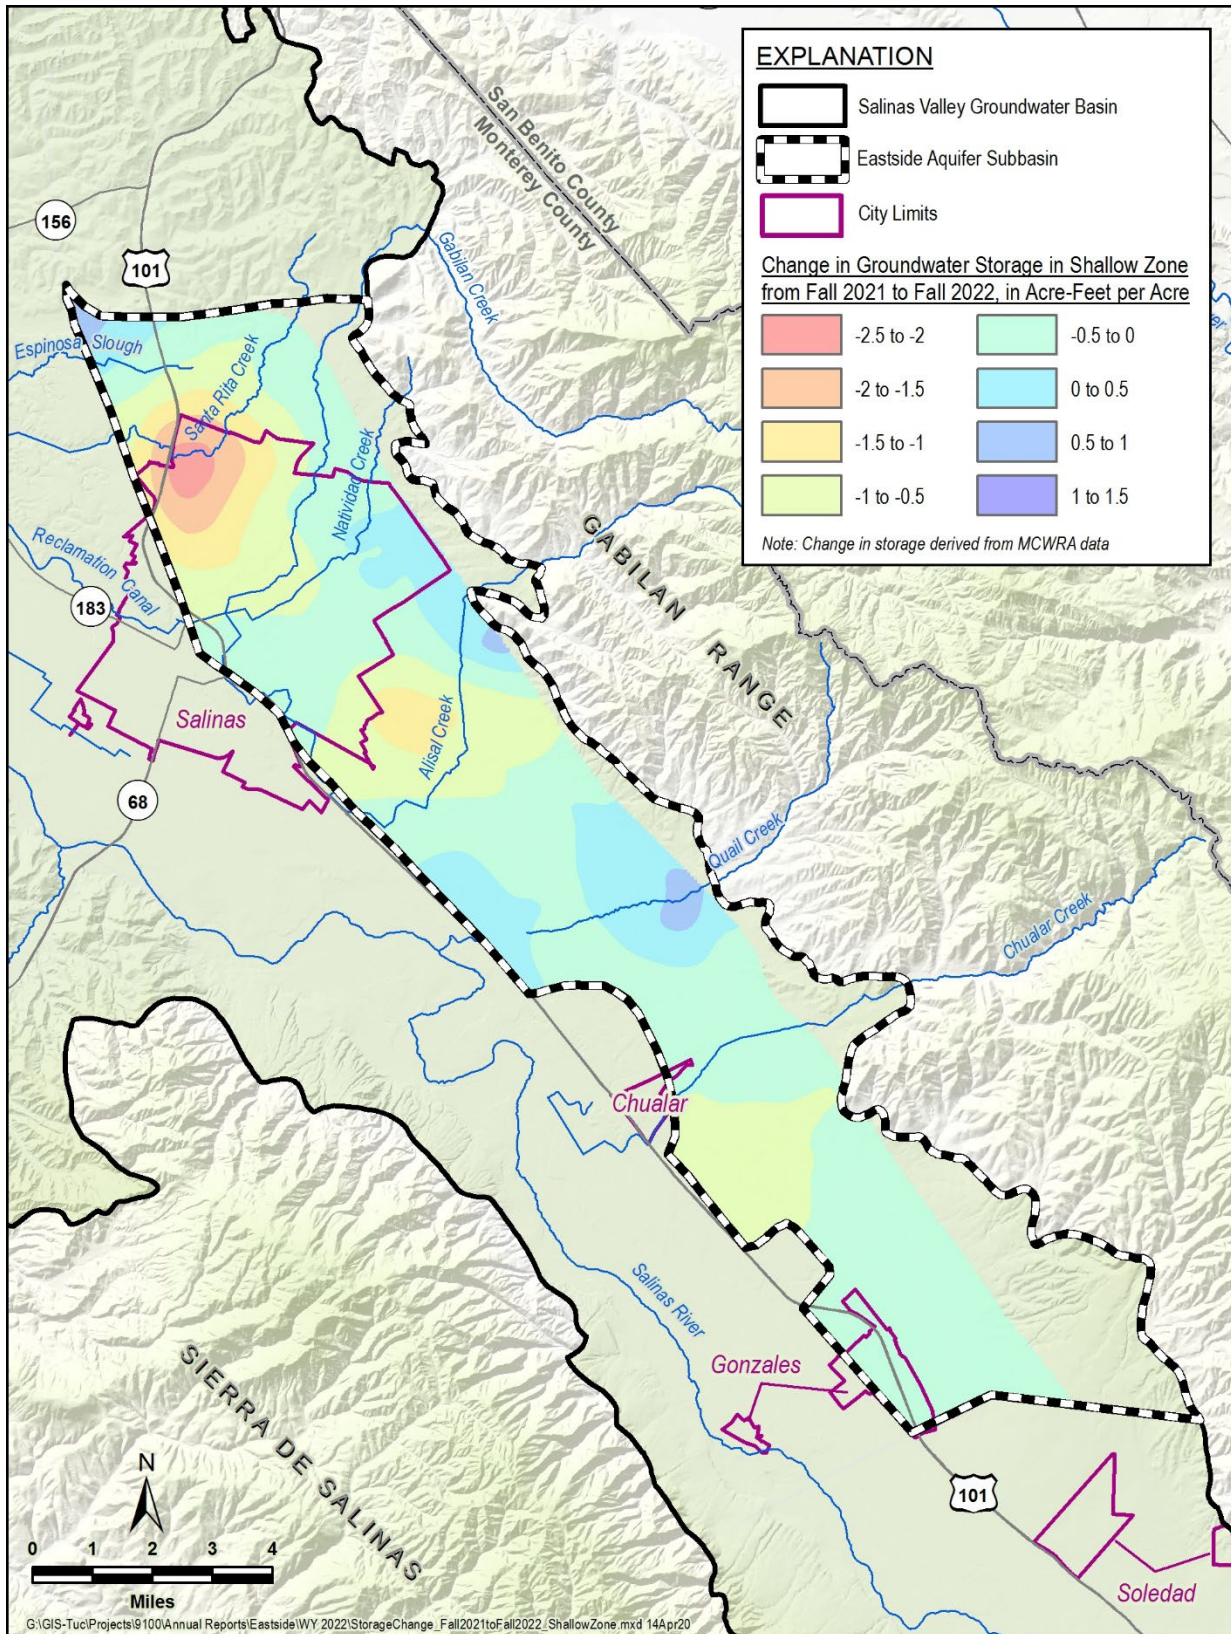 EXPLANATION
Salinas Valley Groundwater Basin
Eastside Aquifer Subbasin
City Limits
Change in Groundwater Storage in Shallow Zone
from Fall 2021 to Fall 2022, in Acre-Feet per Acre
-2.5 to -2
-0.5 to 0
-2 to -1.5
0 to 0.5
-1.5 to -1
0.5 to 1
-1 to -0.5
1 to 1.5
Note: Change in storage derived from MCWRA data
San Benito County
Monterey County
156
101
Gabilan Creek
Espinosa Slough
Santa Rita Creek
Natividad Creek
Reclamation Canal
183
GABILAN RANGE
Salinas
Alisal Creek
68
Quail Creek
Chualar Creek
Chualar
Salinas River
Gonzales
SIERRA DE SALINAS
101
Soledad
N
0 1 2 3 4
Miles
G:\GIS-Tuc\Projects\9100\Annual Reports\Eastside\WY 2022\StorageChange_Fall2021toFall2022_ShallowZone.mxd 14Apr20